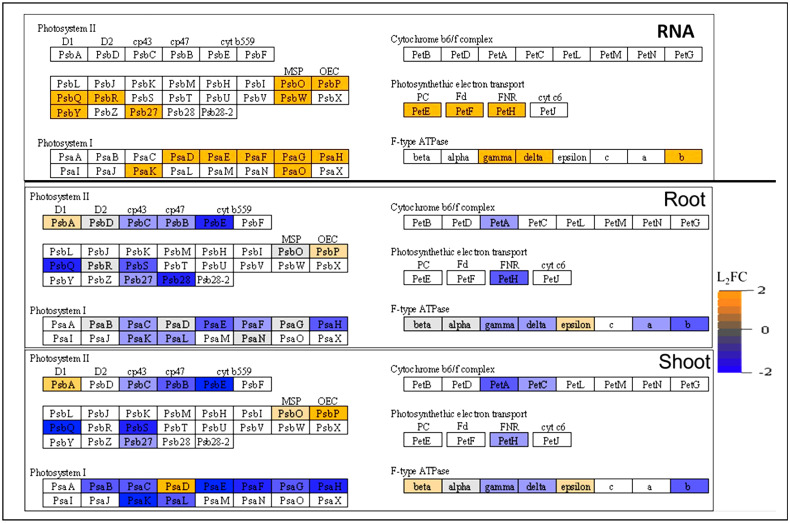 RNA
Photosystem II
D1 D2 cp43 cp47 cyt b559
PsbA PsbD PsbC PsbB PsbE PsbF
MSP OEC
PsbL PsbJ PsbK PsbM PsbH PsbI PsbO PsbP
PsbQ PsbR PsbS PsbT PsbU PsbV PsbW PsbX
PsbY PsbZ Psb27 Psb28 Psb28-2
Photosystem I
PsaA PsaB PsaC PsaD PsaE PsaF PsaG PsaH
PsaI PsaJ PsaK PsaL PsaM PsaN PsaO PsaX
Cytochrome b6/f complex
PetB PetD PetA PetC PetL PetM PetN PetG
Photosynthethic electron transport
PC Fd FNR cyt c6
PetE PetF PetH PetJ
F-type ATPase
beta alpha gamma delta epsilon c a b
Root
Photosystem II
D1 D2 cp43 cp47 cyt b559
PsbA PsbD PsbC PsbB PsbE PsbF
MSP OEC
PsbL PsbJ PsbK PsbM PsbH PsbI PsbO PsbP
PsbQ PsbR PsbS PsbT PsbU PsbV PsbW PsbX
PsbY PsbZ Psb27 Psb28 Psb28-2
Photosystem I
PsaA PsaB PsaC PsaD PsaE PsaF PsaG PsaH
PsaI PsaJ PsaK PsaL PsaM PsaN PsaO PsaX
Cytochrome b6/f complex
PetB PetD PetA PetC PetL PetM PetN PetG
Photosynthethic electron transport
PC Fd FNR cyt c6
PetE PetF PetH PetJ
F-type ATPase
beta alpha gamma delta epsilon c a b
Shoot
Photosystem II
D1 D2 cp43 cp47 cyt b559
PsbA PsbD PsbC PsbB PsbE PsbF
MSP OEC
PsbL PsbJ PsbK PsbM PsbH PsbI PsbO PsbP
PsbQ PsbR PsbS PsbT PsbU PsbV PsbW PsbX
PsbY PsbZ Psb27 Psb28 Psb28-2
Photosystem I
PsaA PsaB PsaC PsaD PsaE PsaF PsaG PsaH
PsaI PsaJ PsaK PsaL PsaM PsaN PsaO PsaX
Cytochrome b6/f complex
PetB PetD PetA PetC PetL PetM PetN PetG
Photosynthethic electron transport
PC Fd FNR cyt c6
PetE PetF PetH PetJ
F-type ATPase
beta alpha gamma delta epsilon c a b
L2FC
2
0
-2